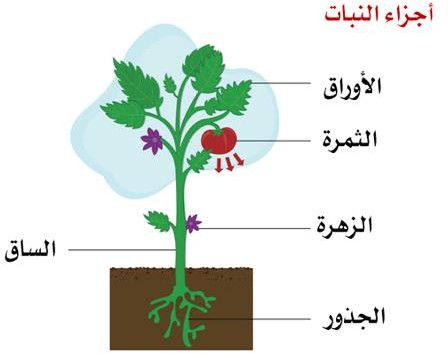 أجزاء النبات
الأوراق
الثمرة
الزهرة
الساق
الجذور